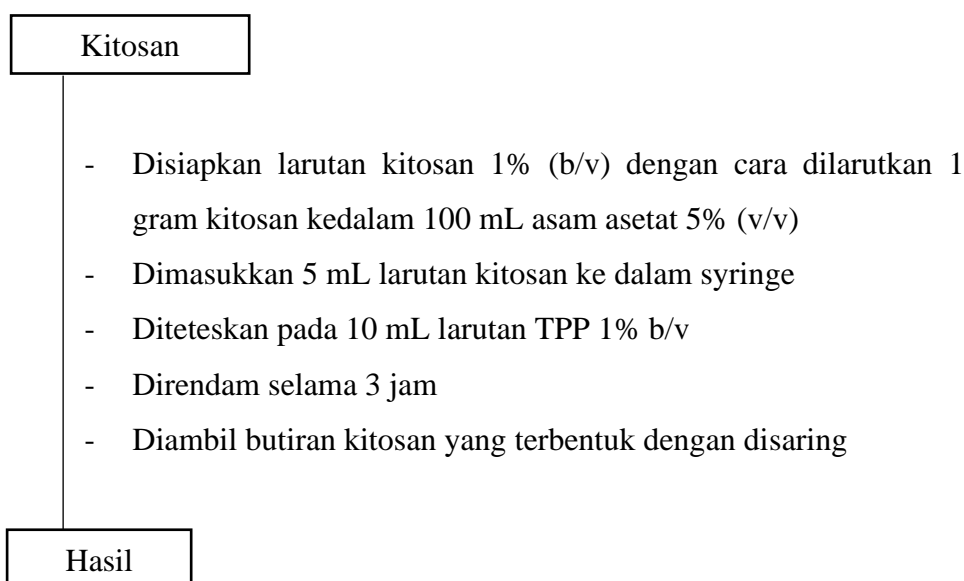 Kitosan
- Disiapkan larutan kitosan 1% (b/v) dengan cara dilarutkan 1
gram kitosan kedalam 100 mL asam asetat 5% (v/v)
- Dimasukkan 5 mL larutan kitosan ke dalam syringe
- Diteteskan pada 10 mL larutan TPP 1% b/v
- Direndam selama 3 jam
- Diambil butiran kitosan yang terbentuk dengan disaring
Hasil